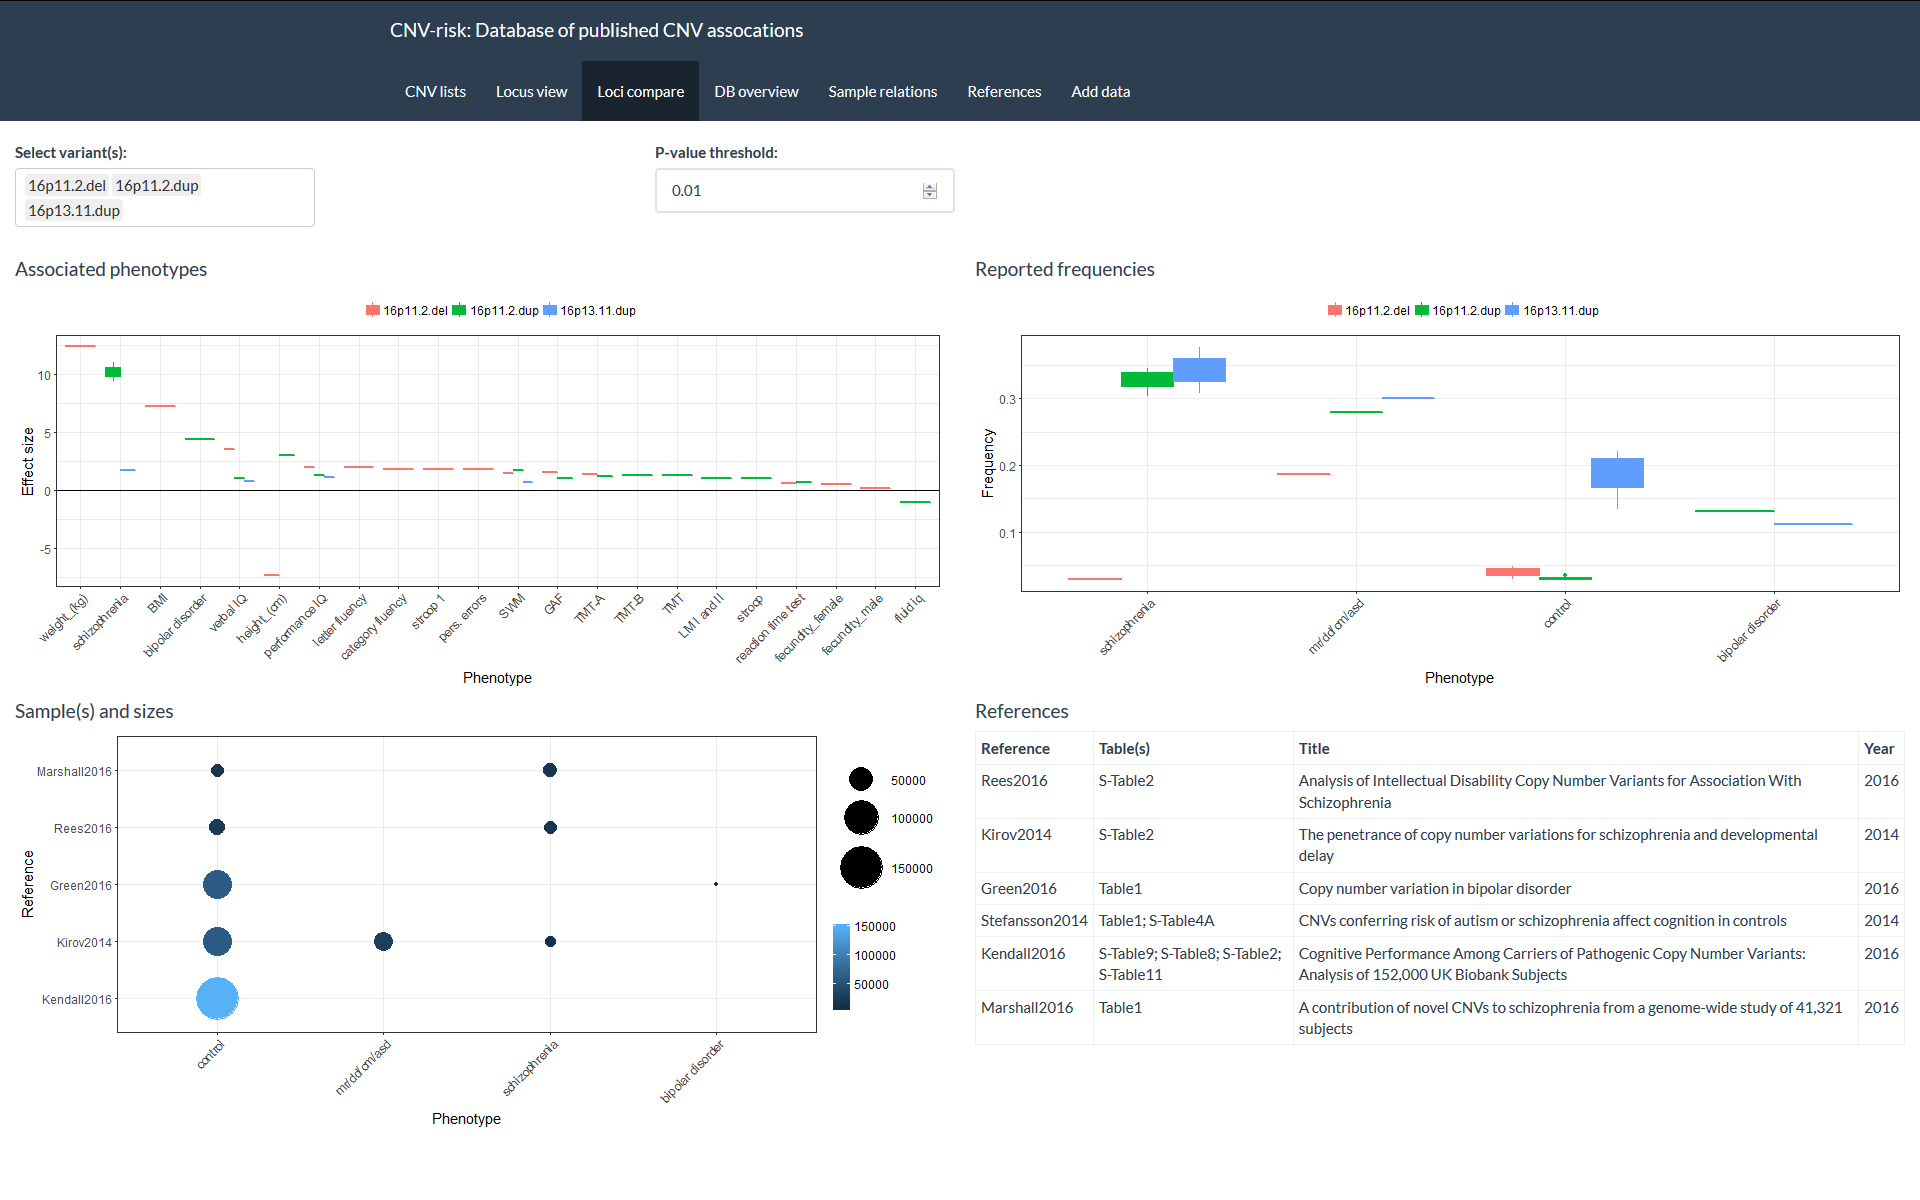 CNV-risk: Database of published CNV assocations
CNV lists Locus view Loci compare DB overview Sample relations References Add data
Select variant(s):
16p11.2.del 16p11.2.dup
16p13.11.dup
P-value threshold:
0.01
Associated phenotypes
16p11.2.del 16p11.2.dup 16p13.11.dup
Effect size
10
5
0
-5
weight_(kg)
schizophrenia
BMI
bipolar disorder
verbal IQ
height_(cm)
performance IQ
letter fluency
category fluency
stroop 1
pers. errors
SWM
GAF
TMT-A
TMT-B
TMT
LM I and II
stroop
reaction time test
fecundity_female
fecundity_male
fluid iq
Phenotype
Reported frequencies
16p11.2.del 16p11.2.dup 16p13.11.dup
Frequency
0.3
0.2
0.1
schizophrenia
mr/dd/cm/asd
control
bipolar disorder
Phenotype
Sample(s) and sizes
Reference
Marshall2016
Rees2016
Green2016
Kirov2014
Kendall2016
control
mr/dd/cm/asd
schizophrenia
bipolar disorder
Phenotype
50000
100000
150000
150000
100000
50000
References
Reference Table(s) Title Year
Rees2016 S-Table2 Analysis of Intellectual Disability Copy Number Variants for Association With 2016
Schizophrenia
Kirov2014 S-Table2 The penetrance of copy number variations for schizophrenia and developmental 2014
delay
Green2016 Table1 Copy number variation in bipolar disorder 2016
Stefansson2014 Table1; S-Table4A CNVs conferring risk of autism or schizophrenia affect cognition in controls 2014
Kendall2016 S-Table9; S-Table8; S-Table2; Cognitive Performance Among Carriers of Pathogenic Copy Number Variants: 2016
S-Table11 Analysis of 152,000 UK Biobank Subjects
Marshall2016 Table1 A contribution of novel CNVs to schizophrenia from a genome-wide study of 41,321 2016
subjects